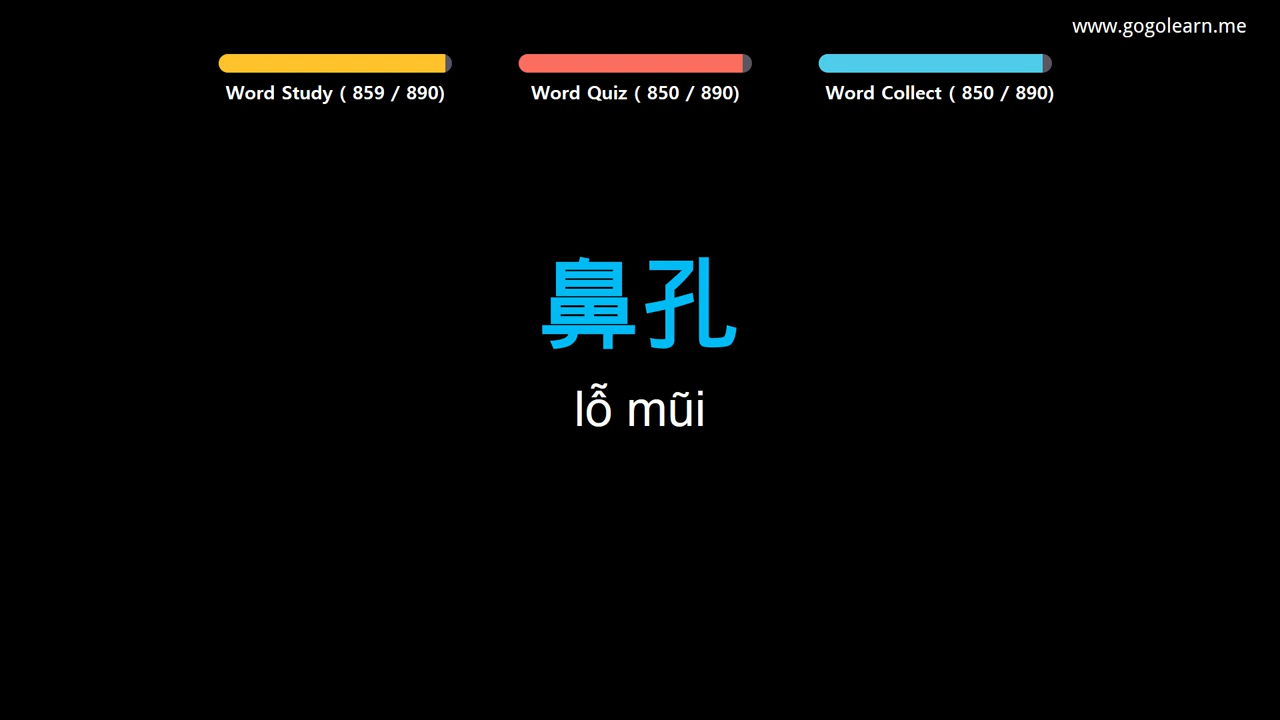 www.gogolearn.me
Word Study ( 859 / 890)
Word Quiz ( 850 / 890)
Word Collect ( 850 / 890)
鼻孔
lỗ mũi